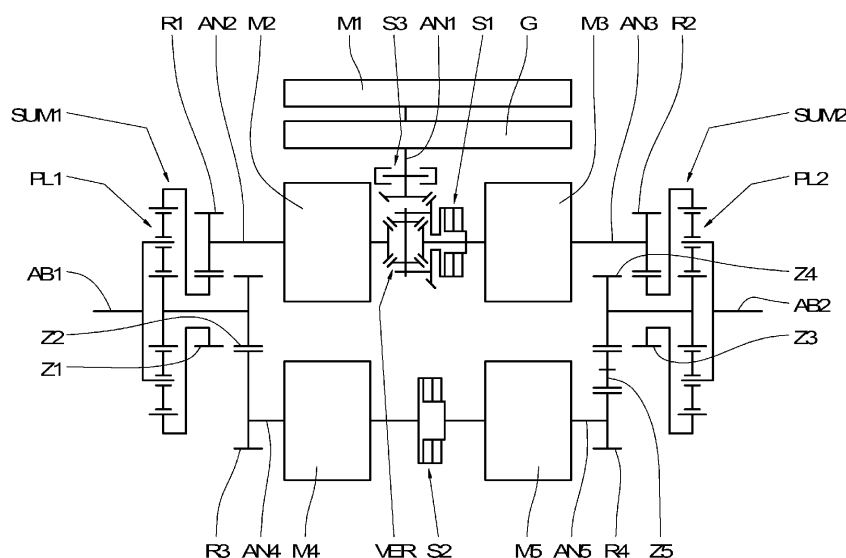 R1 AN2 M2 M1 S3 AN1 S1 G M3 AN3 R2
SUM1 SUM2
PL1 PL2
AB1 Z4
AB2
Z2 Z3
Z1
R3 AN4 M4 VER S2 M5 AN5 R4 Z5